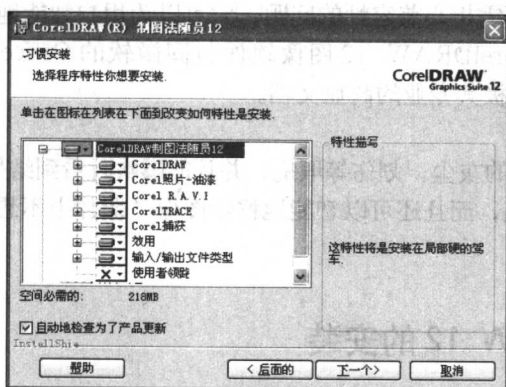 CorelDRAW(R) 制图法随员12
习惯安装
选择程序特性你想要安装.
CorelDRAW
Graphics Suite 12
单击在图标在列表在下面到改变如何特性是安装.
CorelDRAW制图法随员12
CorelDRAW
Corel照片-油漆
Corel R.A.V.E
CorelTRACE
Corel捕获
效用
输入/输出文件类型
使用者领聱
特性描写
这特性将是安装在局部硬的驾
车.
空间必需的: 218MB
自动地检查为了产品更新
InstallShie
帮助
< 后面的
下一个>
取消